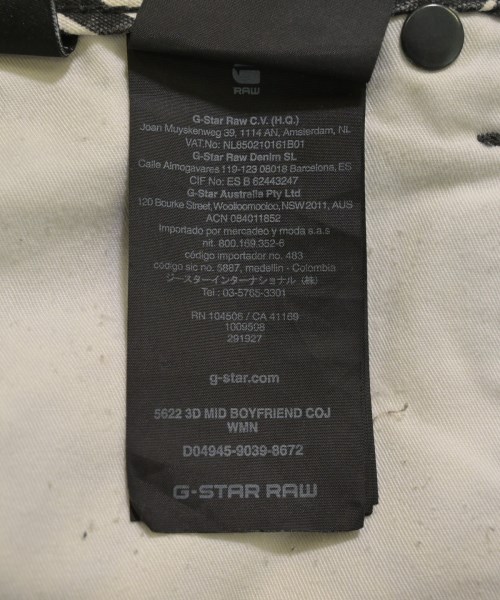 RAW
G-Star Raw C.V. (H.Q.)
Joan Muyskenweg 39, 1114 AN, Amsterdam, NL
VAT.No: NL850210161B01
G-Star Raw Denim SL
Calle Almogavares 119-123 08018 Barcelona, ES
CIF No: ES B 62443247
G-Star Australia Pty Ltd
120 Bourke Street, Woolloomooloo, NSW 2011, AUS
ACN 084011852
Importado por mercadeo y moda s.a.s
nit. 800.169.352-6
código importador no. 483
código sic no. 5887, medellin - Colombia
ジースターインターナショナル（株）
Tel : 03-5765-3301
RN 104506 / CA 41169
1009508
291927
g-star.com
5622 3D MID BOYFRIEND COJ
WMN
D04945-9039-8672
G-STAR RAW